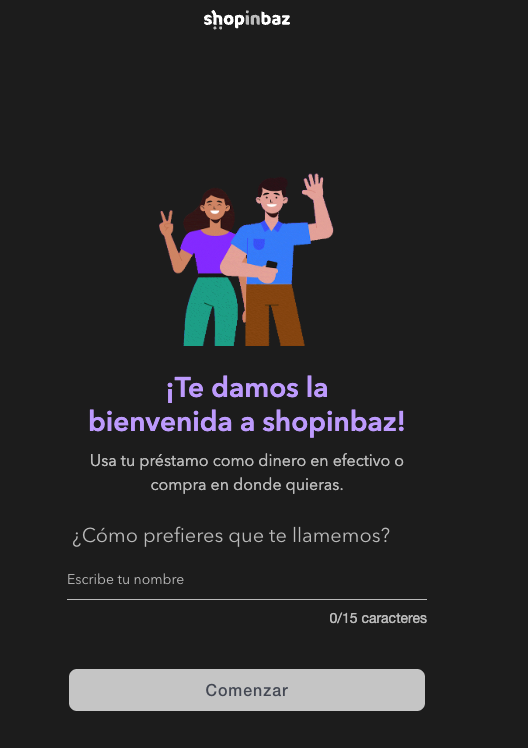 shopinbaz
¡Te damos la
bienvenida a shopinbaz!
Usa tu préstamo como dinero en efectivo o
compra en donde quieras.
¿Cómo prefieres que te llamemos?
Escribe tu nombre
0/15 caracteres
Comenzar